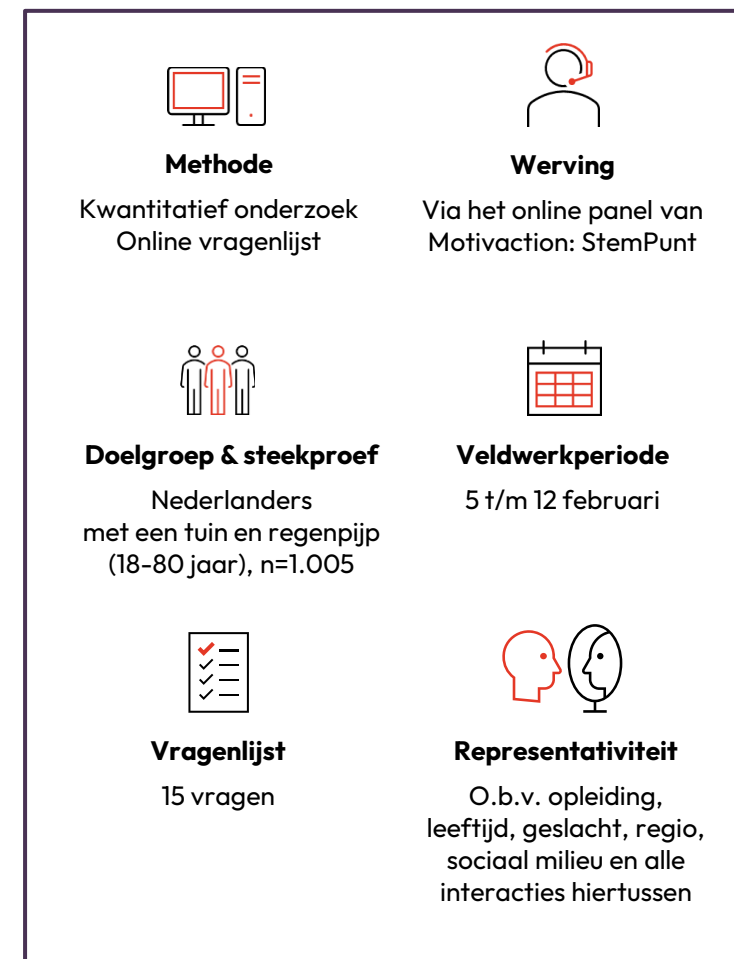 Methode
Kwantitatief onderzoek
Online vragenlijst
Werving
Via het online panel van
Motivaction: StemPunt
Doelgroep & steekproef
Nederlanders
met een tuin en regenpijp
(18-80 jaar), n=1.005
Veldwerkperiode
5 t/m 12 februari
Vragenlijst
15 vragen
Representativiteit
O.b.v. opleiding,
leeftijd, geslacht, regio,
sociaal milieu en alle
interacties hiertussen